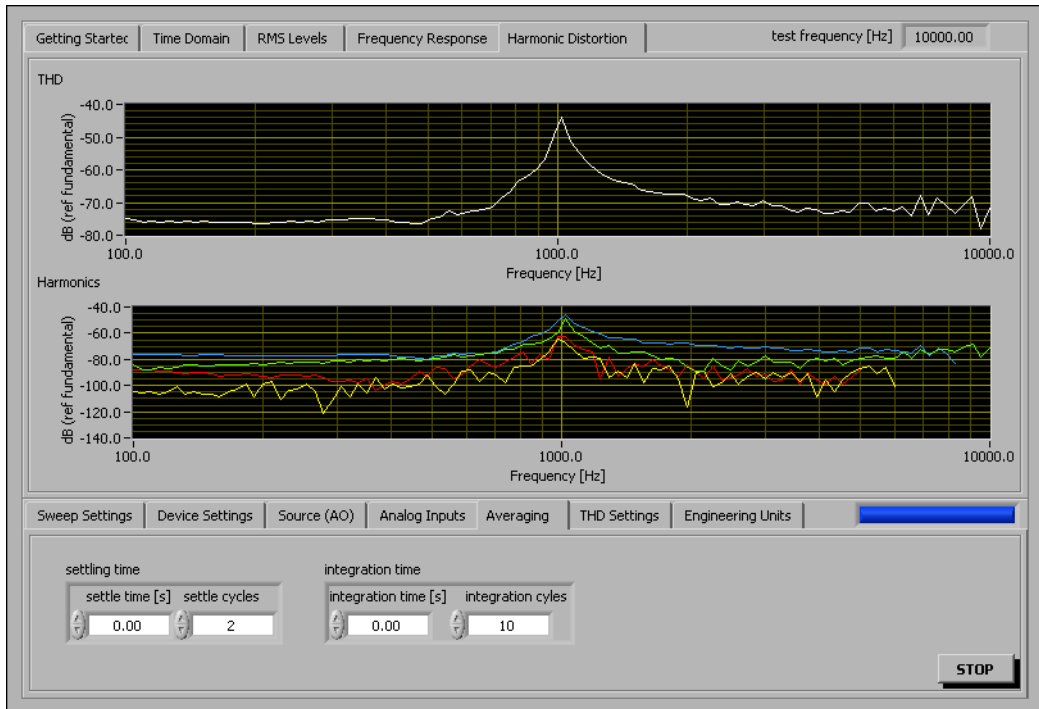 Getting Startec Time Domain RMS Levels Frequency Response Harmonic Distortion test frequency [Hz] 10000.00
THD
dB (ref fundamental)
-40.0
-50.0
-60.0
-70.0
-80.0
100.0 1000.0 10000.0
Frequency [Hz]
Harmonics
dB (ref fundamental)
-40.0
-60.0
-80.0
-100.0
-120.0
-140.0
100.0 1000.0 10000.0
Frequency [Hz]
Sweep Settings Device Settings Source (AO) Analog Inputs Averaging THD Settings Engineering Units
settling time integration time
settle time [s] settle cycles integration time [s] integration cyles
0.00 2 0.00 10
STOP